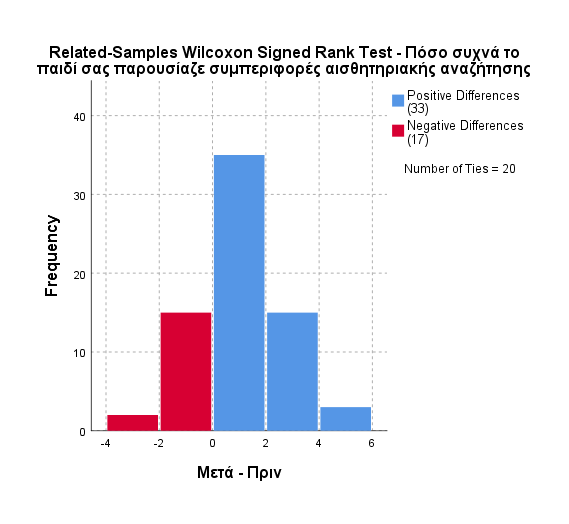 Related-Samples Wilcoxon Signed Rank Test - Πόσο συχνά το
παιδί σας παρουσίαζε συμπεριφορές αισθητηριακής αναζήτησης
Positive Differences
(33)
Negative Differences
(17)
Number of Ties = 20
Frequency
40
30
20
10
0
-4 -2 0 2 4 6
Μετά - Πριν